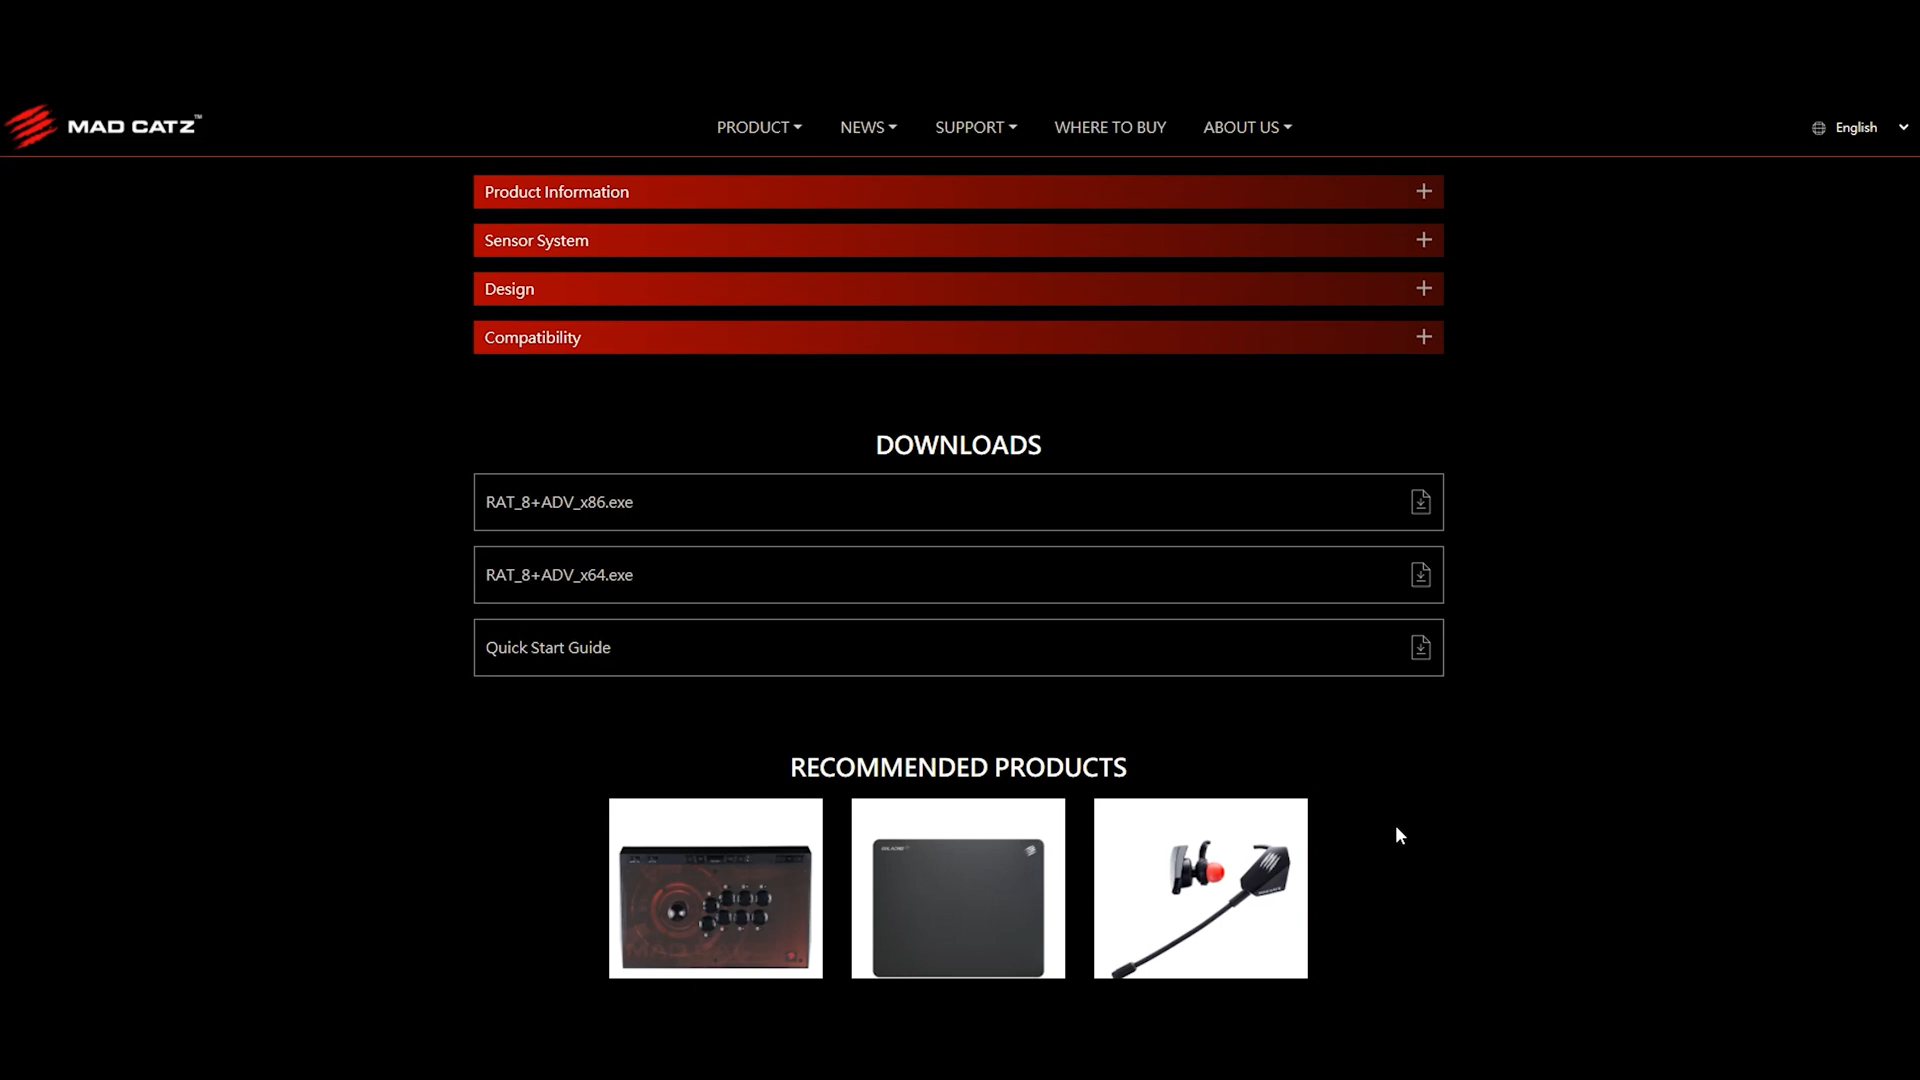 MAD CATZ™
PRODUCT
NEWS
SUPPORT
WHERE TO BUY
ABOUT US
English
Product Information
Sensor System
Design
Compatibility
DOWNLOADS
RAT_8+ADV_x86.exe
RAT_8+ADV_x64.exe
Quick Start Guide
RECOMMENDED PRODUCTS